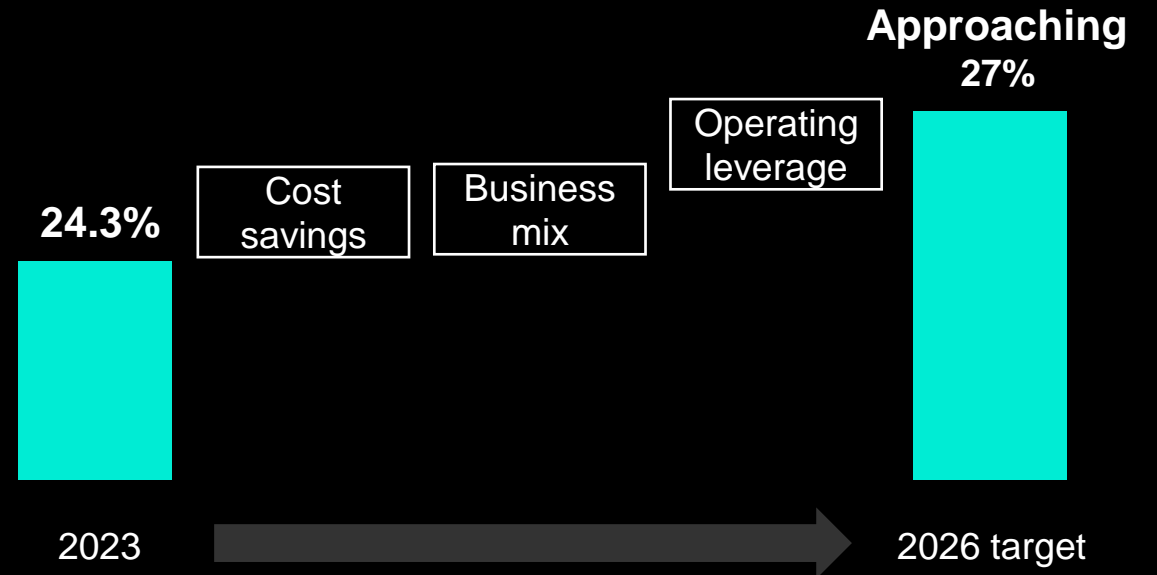 Approaching
27%
Operating
leverage
Cost
savings
Business
mix
24.3%
2023
2026 target